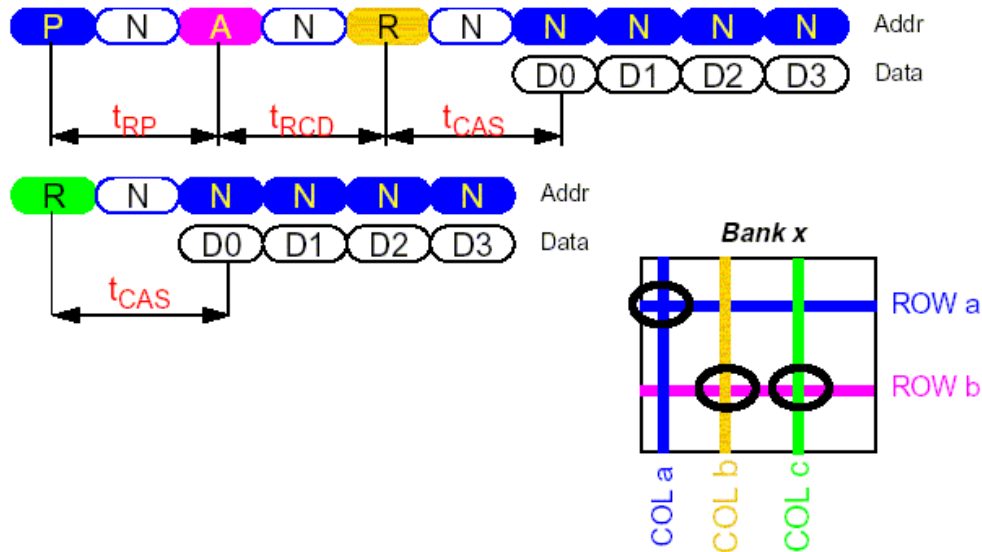 P N A N R N N N N N Addr
D0 D1 D2 D3 Data
tRP tRCD tCAS
R N N N N N Addr
D0 D1 D2 D3 Data
tCAS
Bank x
ROW a
ROW b
COL a
COL b
COL c